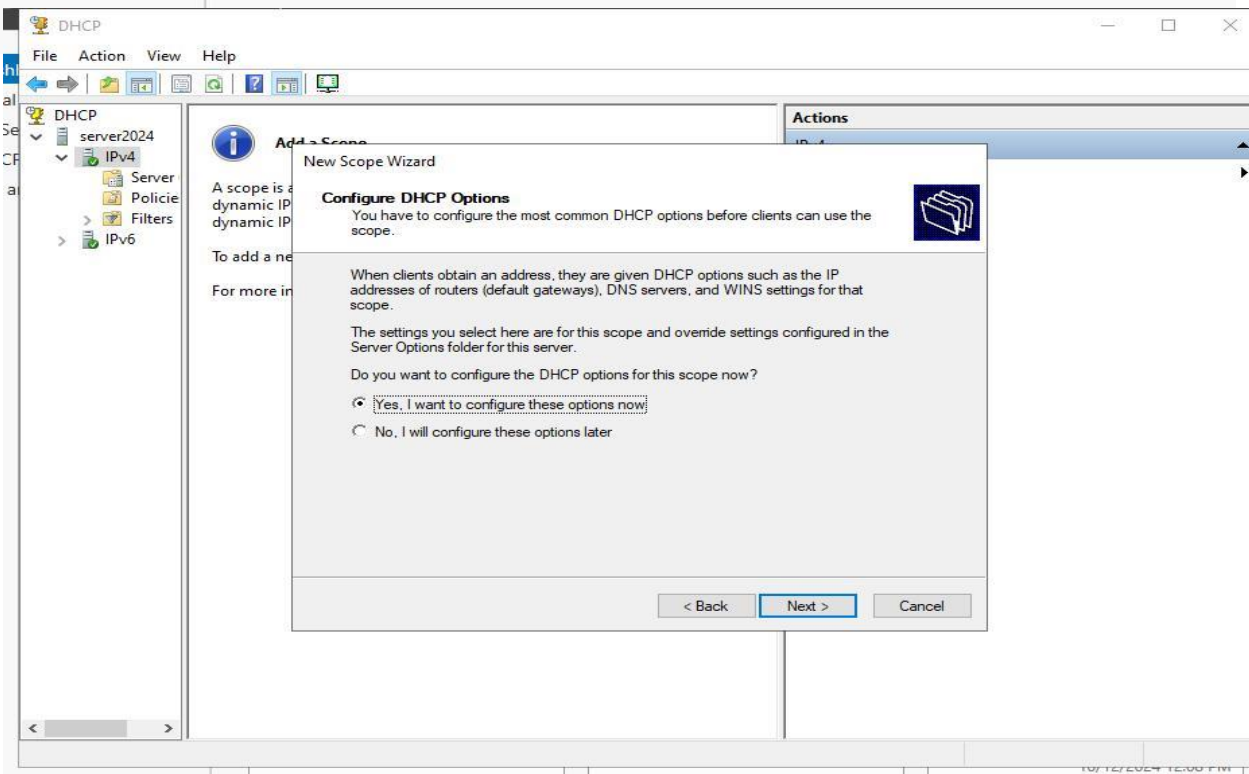 DHCP
File Action View Help
DHCP
server2024
IPv4
Server
Policie
Filters
IPv6
Add a Scope
A scope is a
dynamic IP
dynamic IP
To add a ne
For more in
New Scope Wizard
Configure DHCP Options
You have to configure the most common DHCP options before clients can use the
scope.
When clients obtain an address, they are given DHCP options such as the IP
addresses of routers (default gateways), DNS servers, and WINS settings for that
scope.
The settings you select here are for this scope and override settings configured in the
Server Options folder for this server.
Do you want to configure the DHCP options for this scope now?
Yes, I want to configure these options now
No, I will configure these options later
< Back Next > Cancel
Actions
IPv4